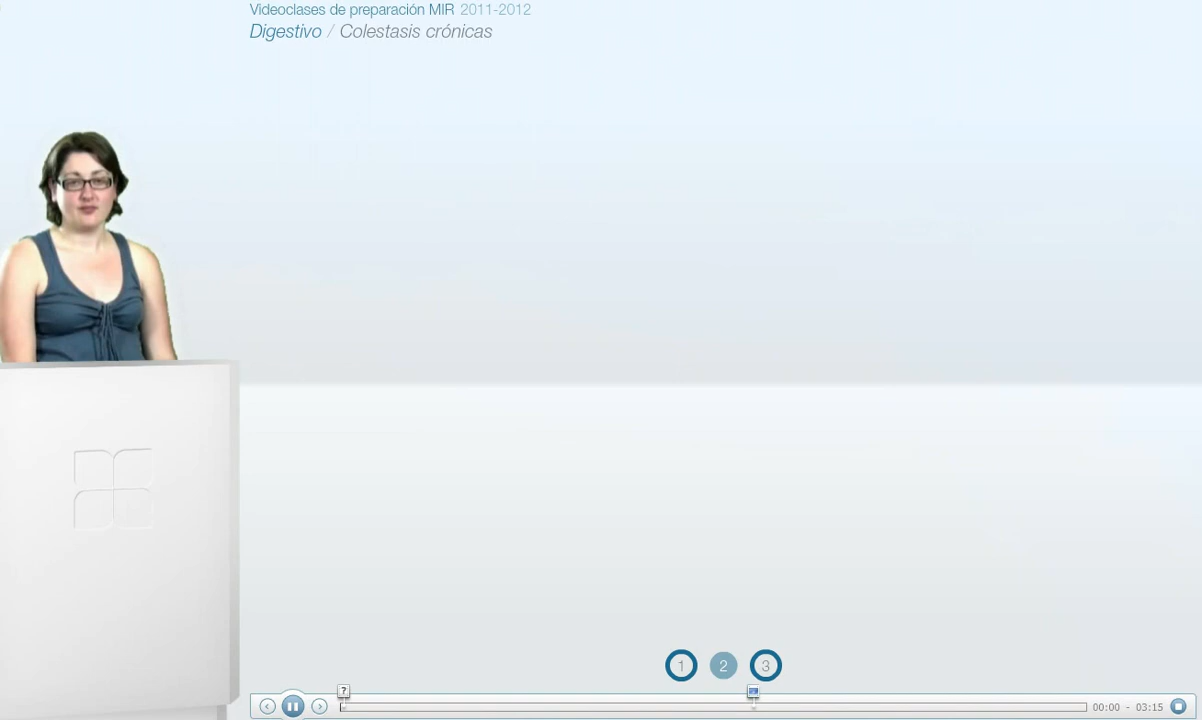 Videoclases de preparación MIR 2011-2012
Digestivo / Colestasis crónicas
1 2 3
?
00:00 - 03:15